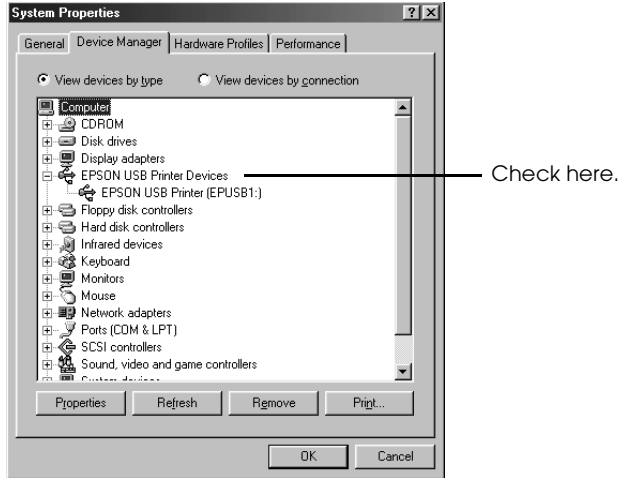 System Properties
General Device Manager Hardware Profiles Performance
View devices by type View devices by connection
Computer
CDROM
Disk drives
Display adapters
EPSON USB Printer Devices
Check here.
EPSON USB Printer (EPUSB1:)
Floppy disk controllers
Hard disk controllers
Infrared devices
Keyboard
Monitors
Mouse
Network adapters
Ports (COM & LPT)
SCSI controllers
Sound, video and game controllers
System devices
Properties Refresh Remove Print...
OK Cancel